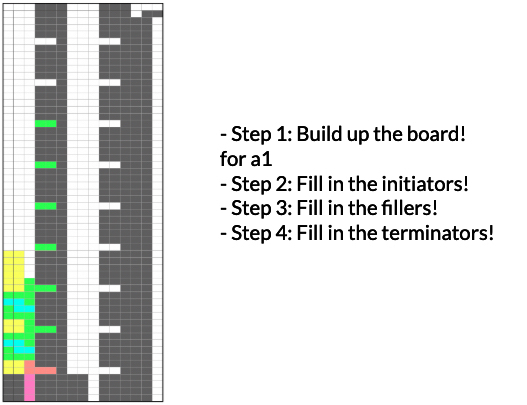 - Step 1: Build up the board!
for a1
- Step 2: Fill in the initiators!
- Step 3: Fill in the fillers!
- Step 4: Fill in the terminators!